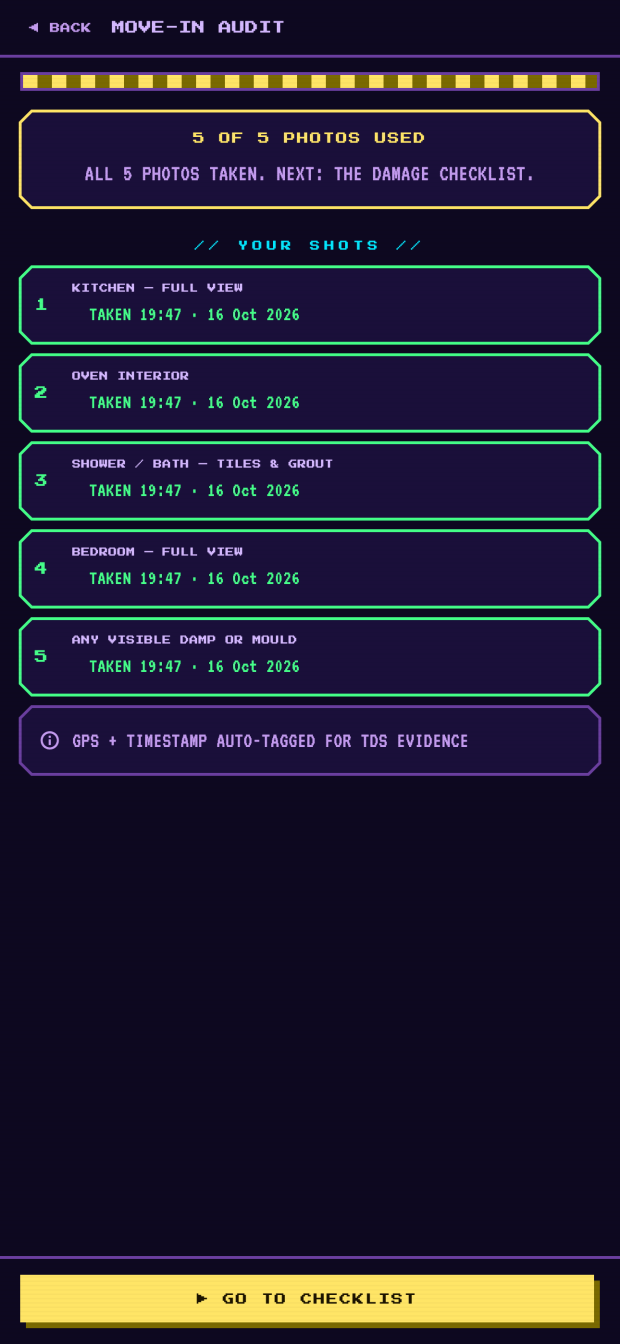 ◄ BACK MOVE-IN AUDIT
5 OF 5 PHOTOS USED
ALL 5 PHOTOS TAKEN. NEXT: THE DAMAGE CHECKLIST.
// YOUR SHOTS //
1 KITCHEN — FULL VIEW
TAKEN 19:47 · 16 Oct 2026
2 OVEN INTERIOR
TAKEN 19:47 · 16 Oct 2026
3 SHOWER / BATH — TILES & GROUT
TAKEN 19:47 · 16 Oct 2026
4 BEDROOM — FULL VIEW
TAKEN 19:47 · 16 Oct 2026
5 ANY VISIBLE DAMP OR MOULD
TAKEN 19:47 · 16 Oct 2026
GPS + TIMESTAMP AUTO-TAGGED FOR TDS EVIDENCE
► GO TO CHECKLIST